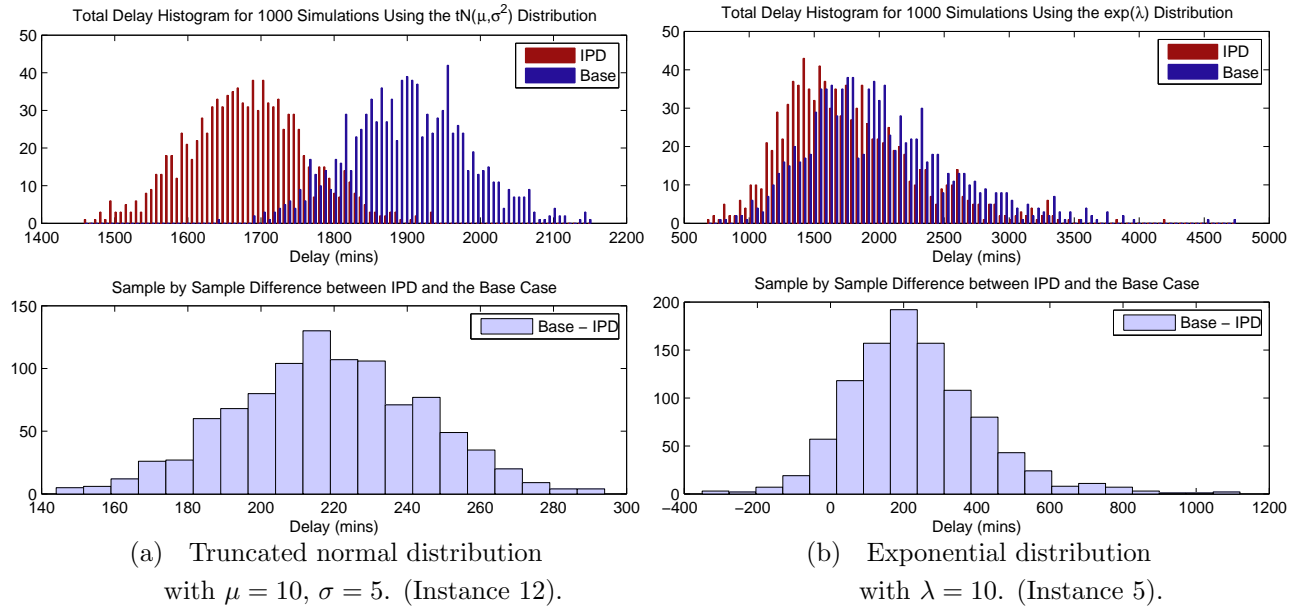 Total Delay Histogram for 1000 Simulations Using the tN(μ,σ²) Distribution
50
40
30
20
10
0
IPD
Base
1400 1500 1600 1700 1800 1900 2000 2100 2200
Delay (mins)
Total Delay Histogram for 1000 Simulations Using the exp(λ) Distribution
50
40
30
20
10
0
IPD
Base
500 1000 1500 2000 2500 3000 3500 4000 4500 5000
Delay (mins)
Sample by Sample Difference between IPD and the Base Case
150
100
50
0
Base − IPD
140 160 180 200 220 240 260 280 300
Delay (mins)
Sample by Sample Difference between IPD and the Base Case
200
150
100
50
0
Base − IPD
−400 −200 0 200 400 600 800 1000 1200
Delay (mins)
(a) Truncated normal distribution
with μ = 10, σ = 5. (Instance 12).
(b) Exponential distribution
with λ = 10. (Instance 5).